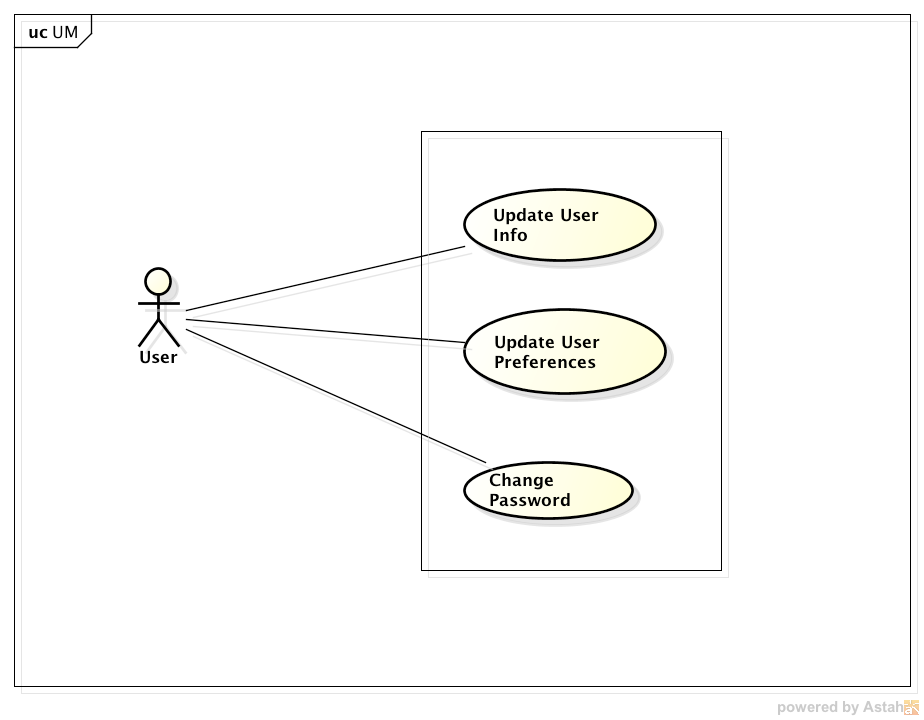 uc UM
Update User
Info
Update User
Preferences
User
Change
Password
powered by Astah